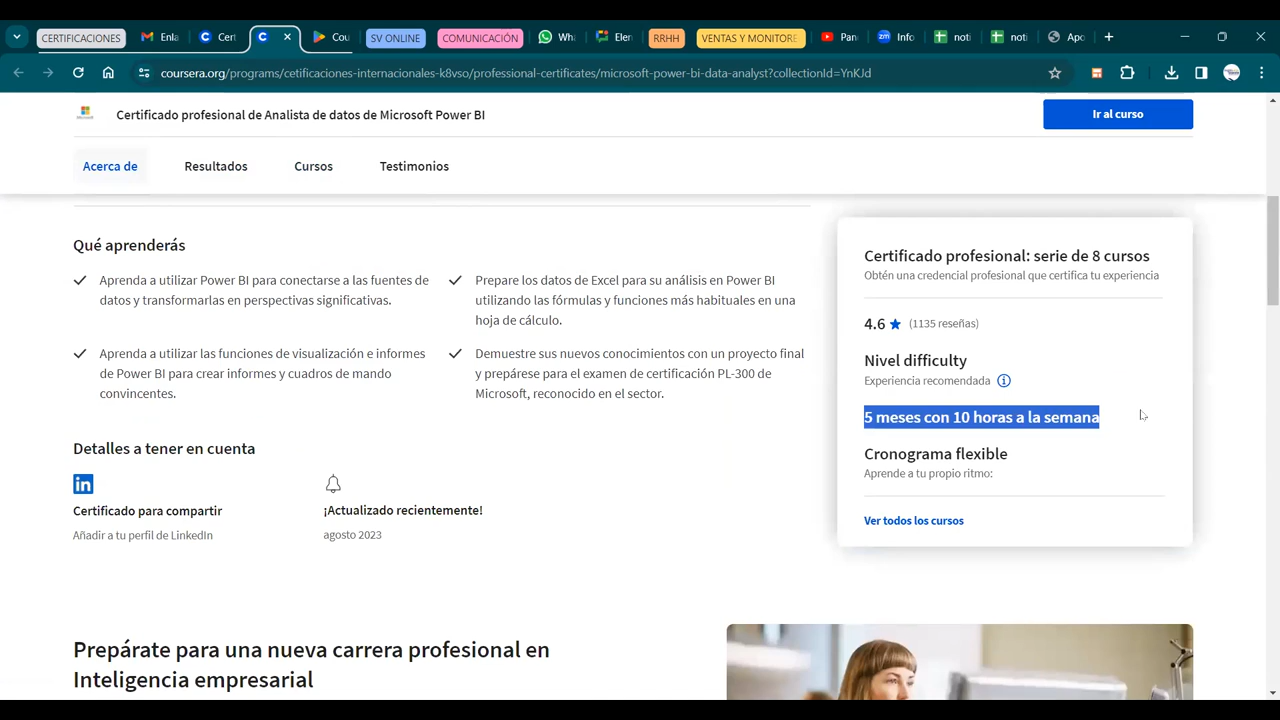 CERTIFICACIONES
Enla
Cert
Cou
SV ONLINE
COMUNICACIÓN
Wha
Elen
RRHH
VENTAS Y MONITORE
Pan
Info
noti
noti
Apo
coursera.org/programs/cetificaciones-internacionales-k8vso/professional-certificates/microsoft-power-bi-data-analyst?collectionId=YnKJd
Certificado profesional de Analista de datos de Microsoft Power BI
Ir al curso
Acerca de
Resultados
Cursos
Testimonios
Qué aprenderás
Aprenda a utilizar Power BI para conectarse a las fuentes de
datos y transformarlas en perspectivas significativas.
Prepare los datos de Excel para su análisis en Power BI
utilizando las fórmulas y funciones más habituales en una
hoja de cálculo.
Aprenda a utilizar las funciones de visualización e informes
de Power BI para crear informes y cuadros de mando
convincentes.
Demuestre sus nuevos conocimientos con un proyecto final
y prepárese para el examen de certificación PL-300 de
Microsoft, reconocido en el sector.
Detalles a tener en cuenta
in
Certificado para compartir
Añadir a tu perfil de LinkedIn
¡Actualizado recientemente!
agosto 2023
Certificado profesional: serie de 8 cursos
Obtén una credencial profesional que certifica tu experiencia
4.6 (1135 reseñas)
Nivel difficulty
Experiencia recomendada
5 meses con 10 horas a la semana
Cronograma flexible
Aprende a tu propio ritmo:
Ver todos los cursos
Prepárate para una nueva carrera profesional en
Inteligencia empresarial